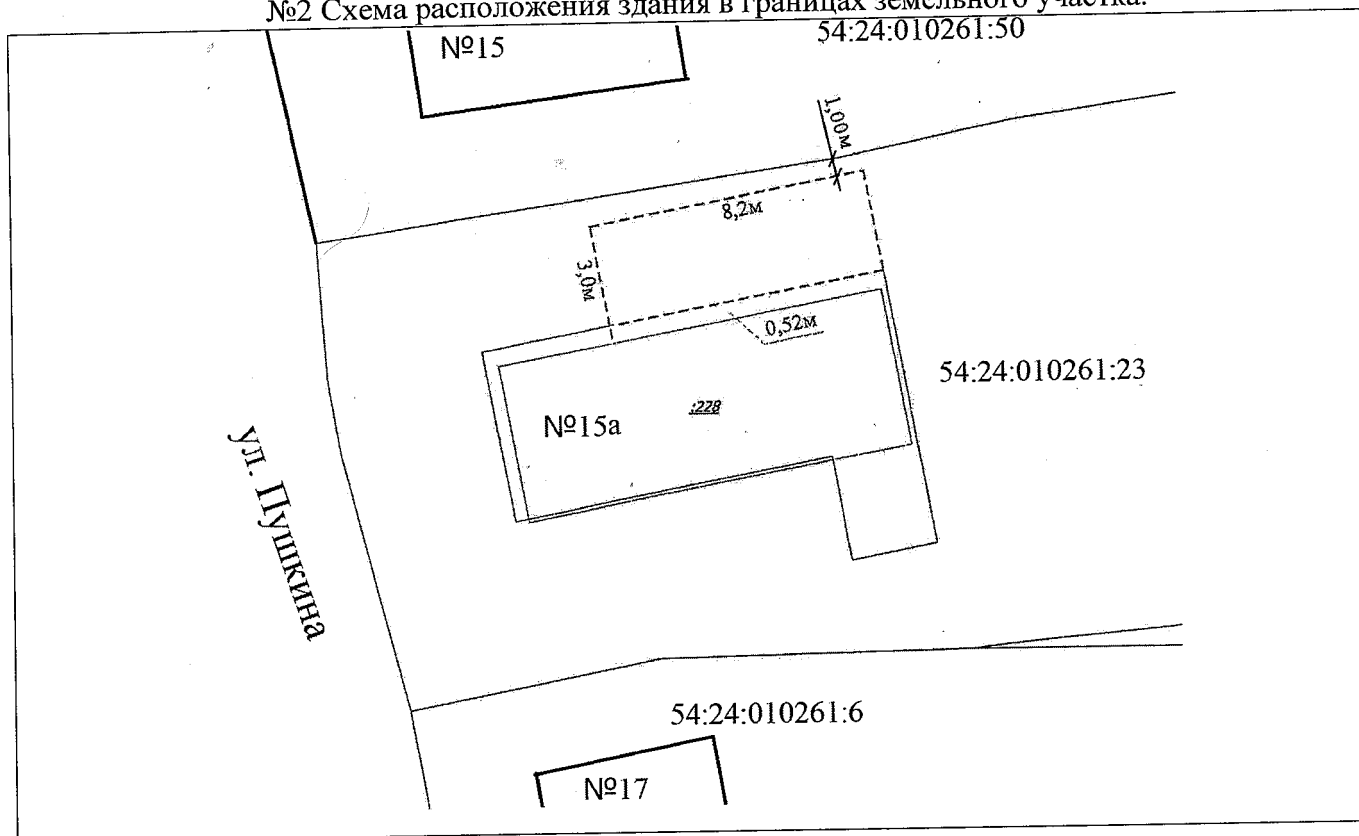 №2 Схема расположения здания в границах земельного участка.
№15
54:24:010261:50
1,00м
8,2м
3,0м
0,52м
54:24:010261:23
№15а
:228
ул. Пушкина
54:24:010261:6
№17